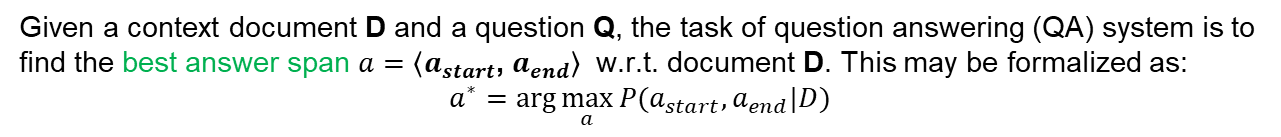 Given a context document D and a question Q, the task of question answering (QA) system is to
find the best answer span a = ⟨a_start, a_end⟩ w.r.t. document D. This may be formalized as:
a* = arg max_a P(a_start, a_end|D)